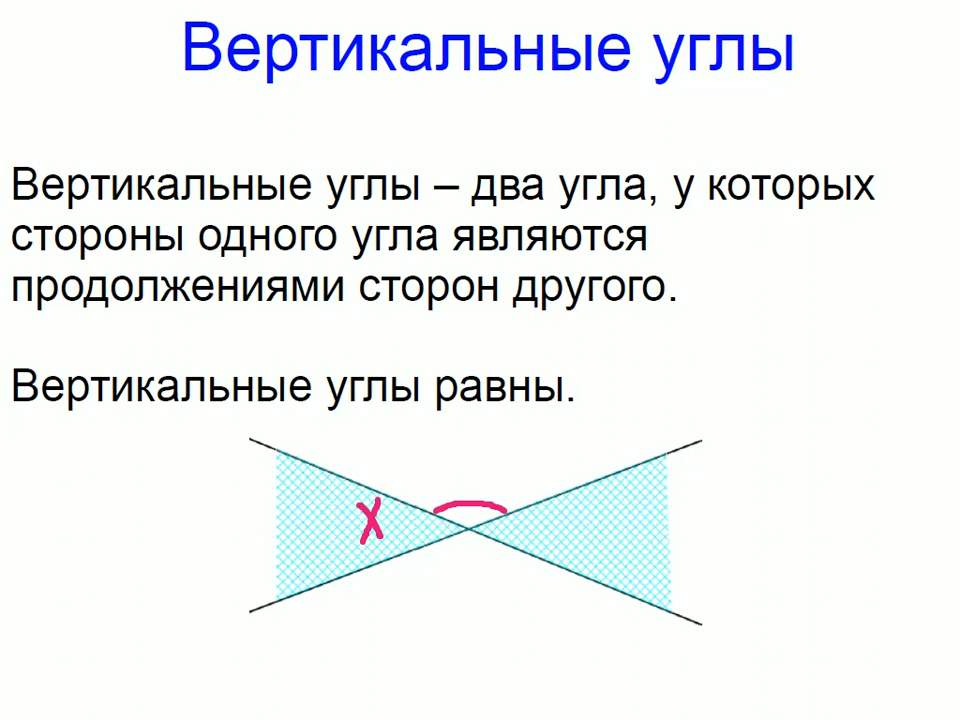 Вертикальные углы
Вертикальные углы – два угла, у которых
стороны одного угла являются
продолжениями сторон другого.
Вертикальные углы равны.
x